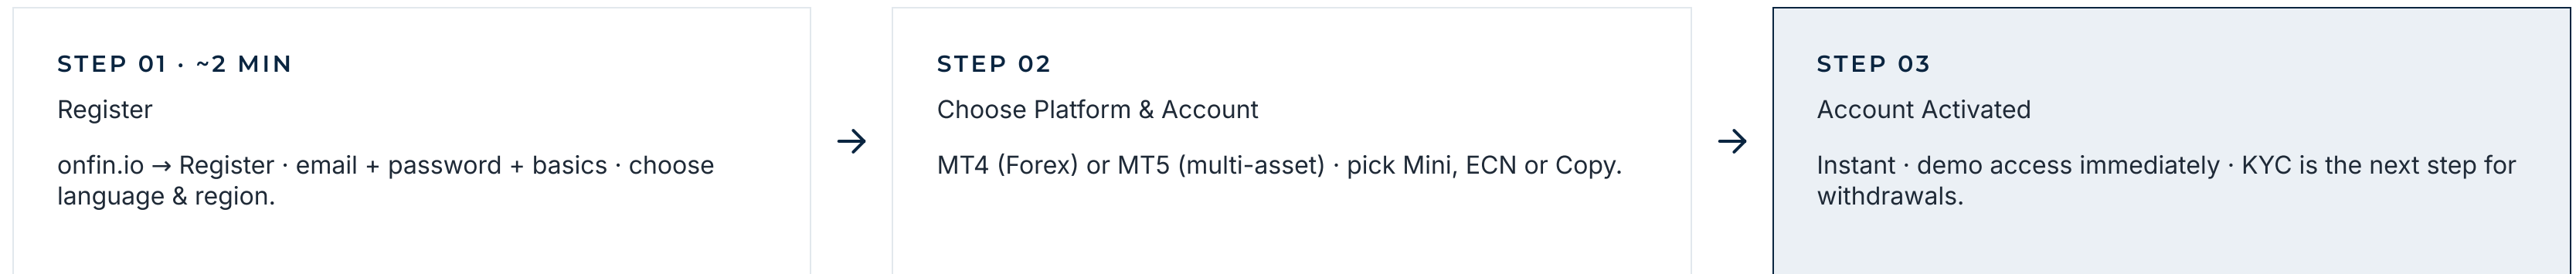 STEP 01 · ~2 MIN
Register
onfin.io → Register · email + password + basics · choose
language & region.
→
STEP 02
Choose Platform & Account
MT4 (Forex) or MT5 (multi-asset) · pick Mini, ECN or Copy.
→
STEP 03
Account Activated
Instant · demo access immediately · KYC is the next step for
withdrawals.